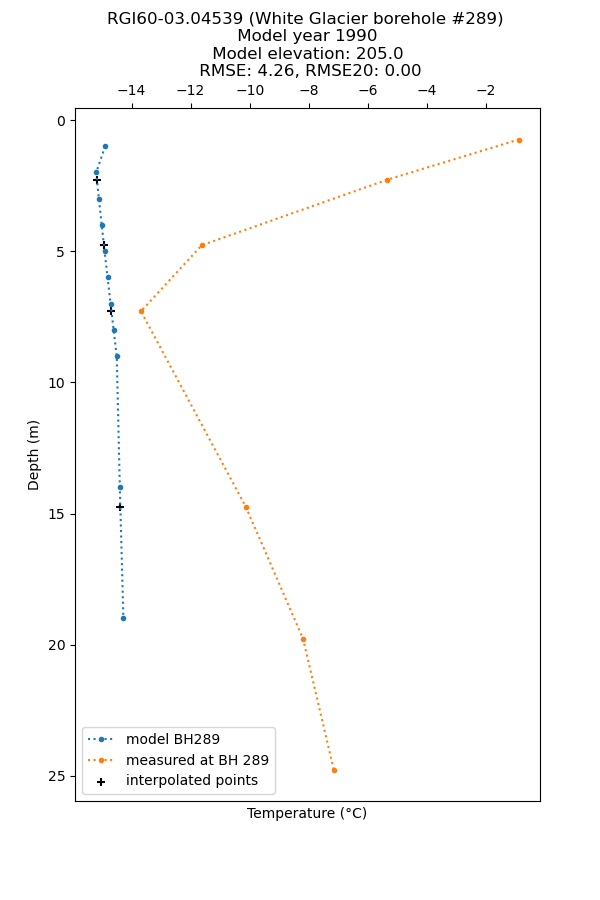 RGI60-03.04539 (White Glacier borehole #289)
Model year 1990
Model elevation: 205.0
RMSE: 4.26, RMSE20: 0.00
−14 −12 −10 −8 −6 −4 −2
0
5
10
15
20
25
Depth (m)
model BH289
measured at BH 289
interpolated points
Temperature (°C)